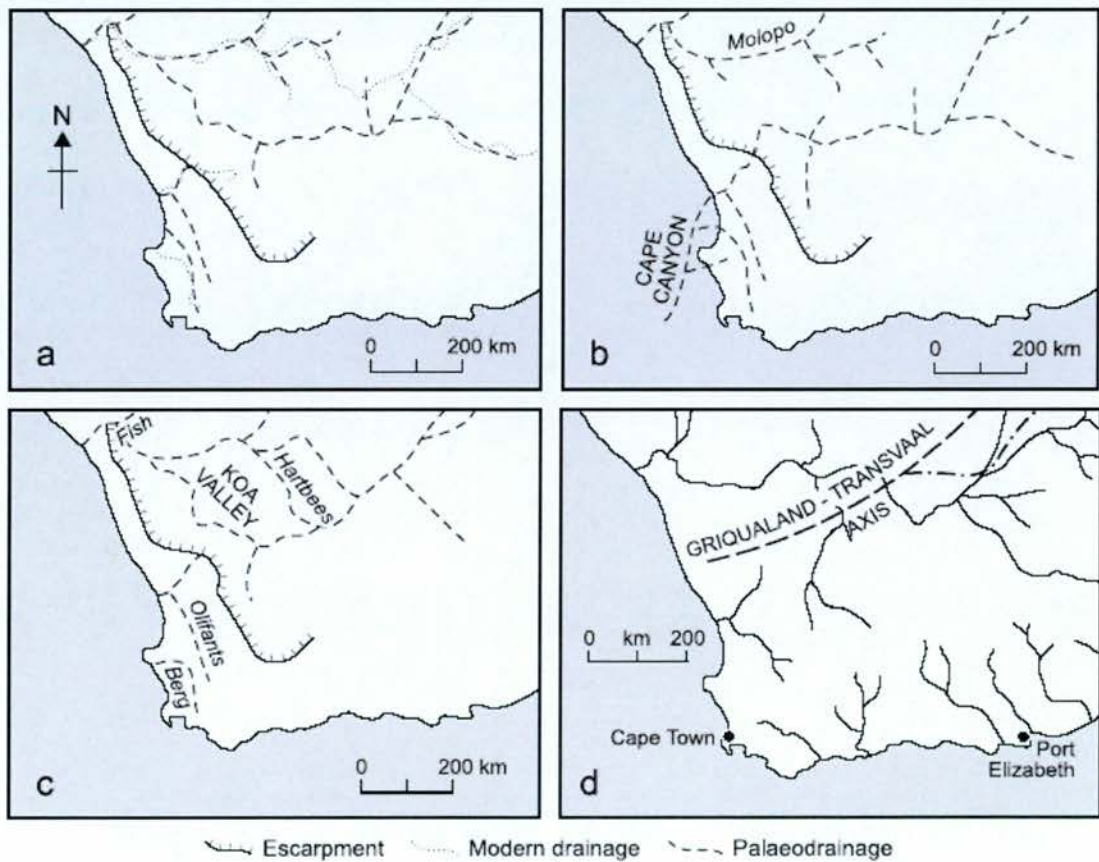 N
a
0 200 km
Molopo
CAPE
CANYON
b
0 200 km
Fish
KOA
VALLEY
Hartbees
Olifants
Berg
c
0 200 km
GRIQUALAND - TRANSVAAL
AXIS
0 km 200
Cape Town
Port
Elizabeth
d
Escarpment Modern drainage Palaeodrainage